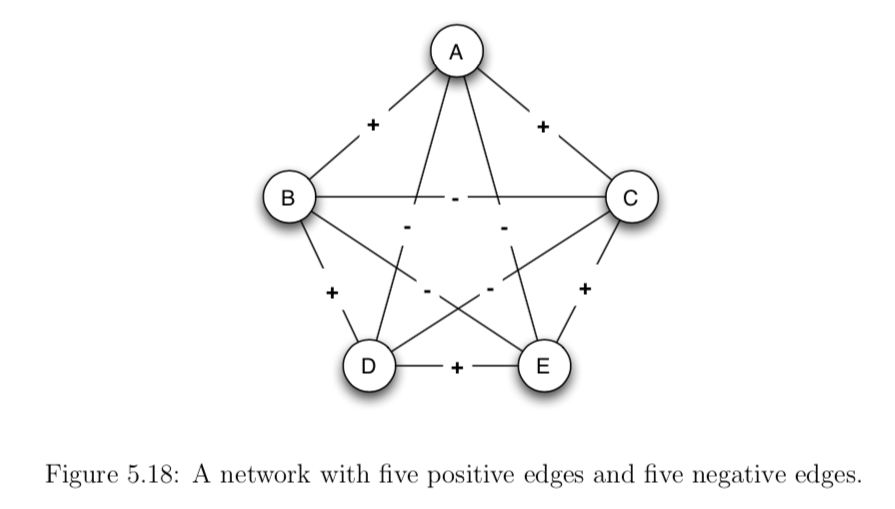 A
+
+
B
-
C
-
-
+
-
-
+
D
+
E
Figure 5.18: A network with five positive edges and five negative edges.